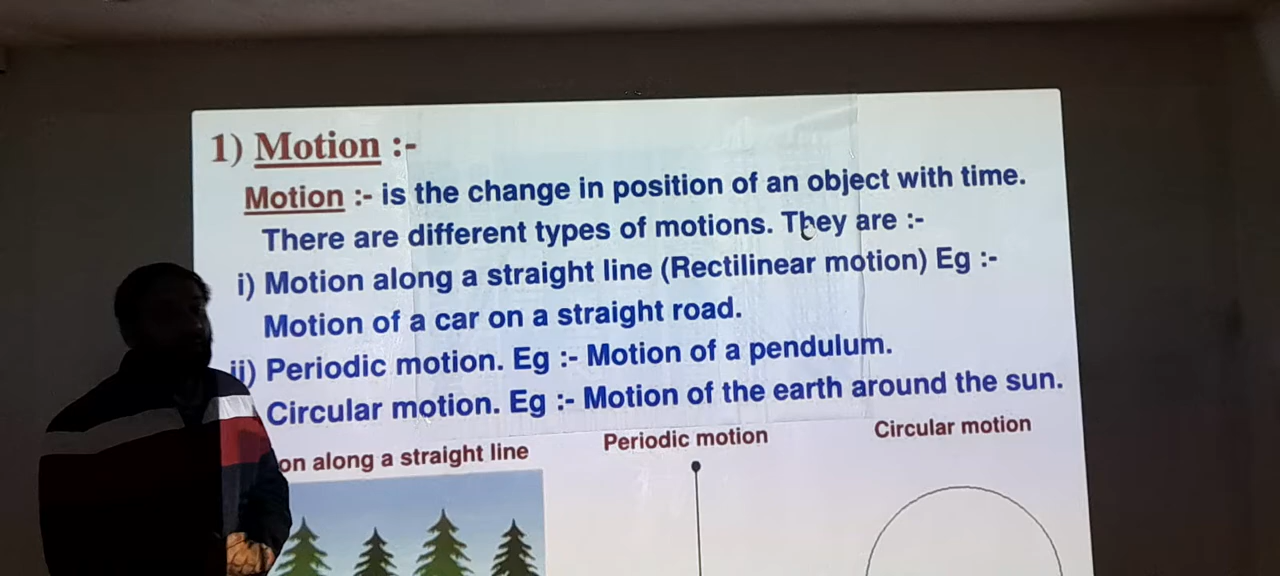 1) Motion :-
Motion :- is the change in position of an object with time.
There are different types of motions. They are :-
i) Motion along a straight line (Rectilinear motion) Eg :-
Motion of a car on a straight road.
ii) Periodic motion. Eg :- Motion of a pendulum.
Circular motion. Eg :- Motion of the earth around the sun.
on along a straight line
Periodic motion
Circular motion